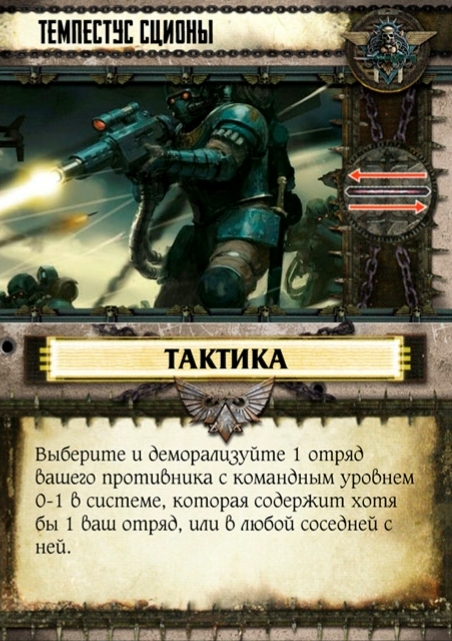 ТЕМПЕСТУС СЦИОНЫ
ТАКТИКА
Выберите и деморализуйте 1 отряд
вашего противника с командным уровнем
0-1 в системе, которая содержит хотя
бы 1 ваш отряд, или в любой соседней с
ней.